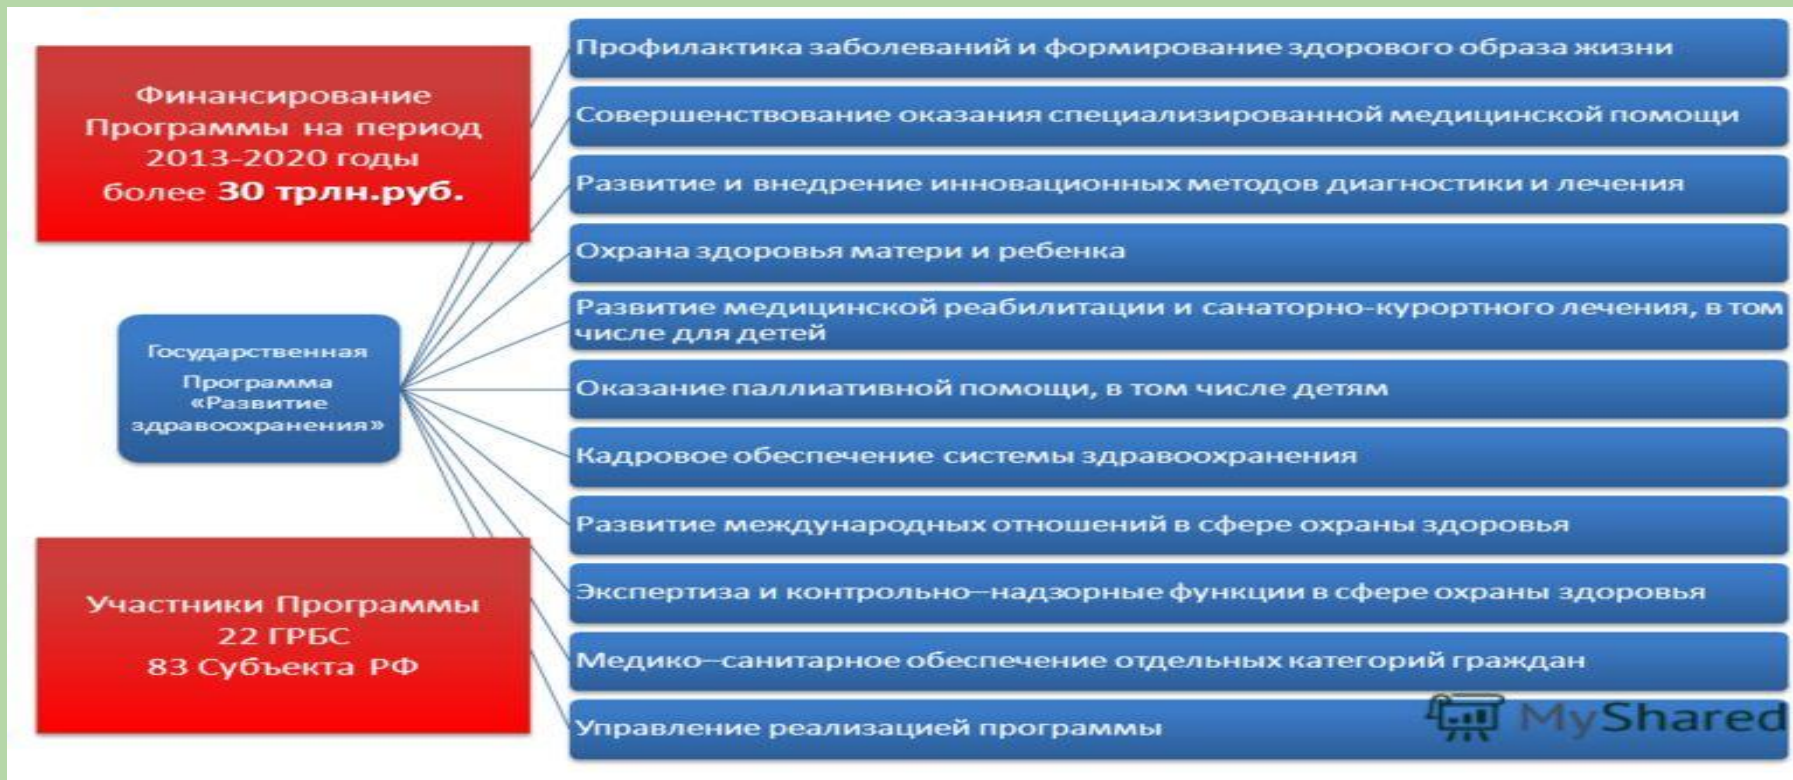 Финансирование
Программы на период
2013-2020 годы
более 30 трлн.руб.
Государственная
Программа
«Развитие
здравоохранения»
Участники Программы
22 ГРБС
83 Субъекта РФ
Профилактика заболеваний и формирование здорового образа жизни
Совершенствование оказания специализированной медицинской помощи
Развитие и внедрение инновационных методов диагностики и лечения
Охрана здоровья матери и ребенка
Развитие медицинской реабилитации и санаторно-курортного лечения, в том
числе для детей
Оказание паллиативной помощи, в том числе детям
Кадровое обеспечение системы здравоохранения
Развитие международных отношений в сфере охраны здоровья
Экспертиза и контрольно–надзорные функции в сфере охраны здоровья
Медико–санитарное обеспечение отдельных категорий граждан
Управление реализацией программы
MyShared